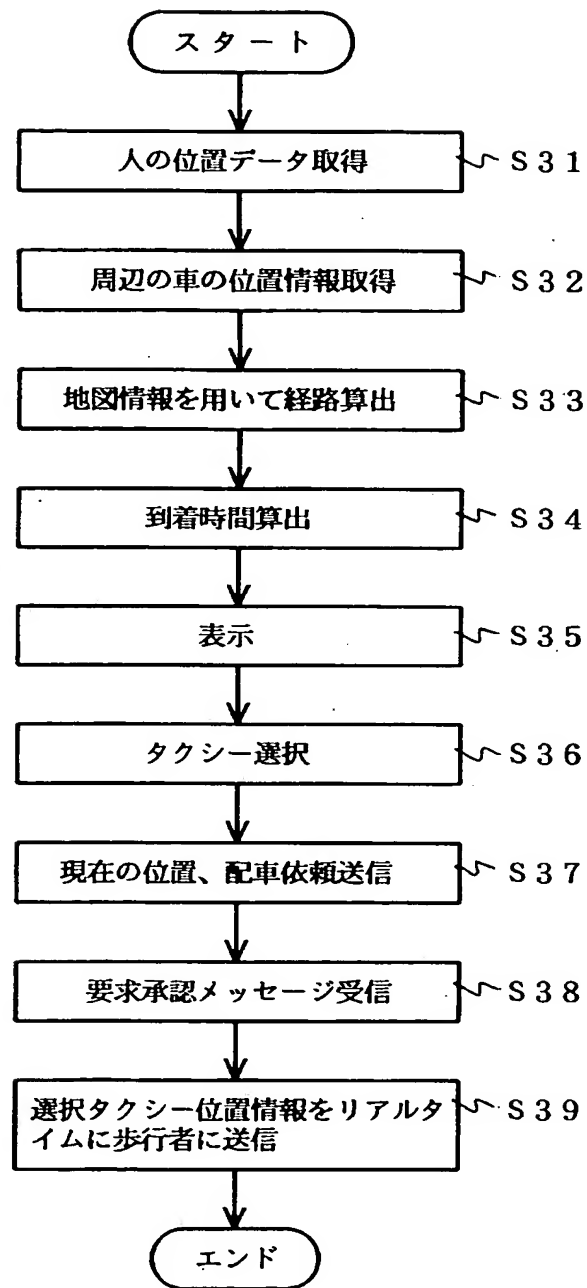 スタート
人の位置データ取得 S31
周辺の車の位置情報取得 S32
地図情報を用いて経路算出 S33
到着時間算出 S34
表示 S35
タクシー選択 S36
現在の位置、配車依頼送信 S37
要求承認メッセージ受信 S38
選択タクシー位置情報をリアルタ S39
イムに歩行者に送信
エンド